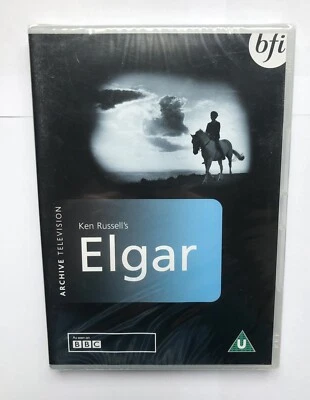 bfi
ARCHIVE TELEVISION
Ken Russell's
Elgar
As seen on
BBC
U